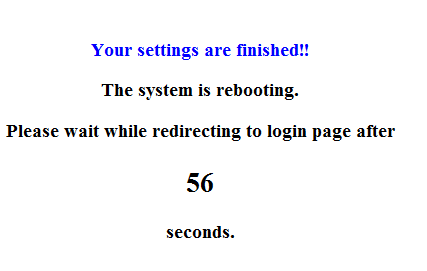 Your settings are finished!!
The system is rebooting.
Please wait while redirecting to login page after
56
seconds.